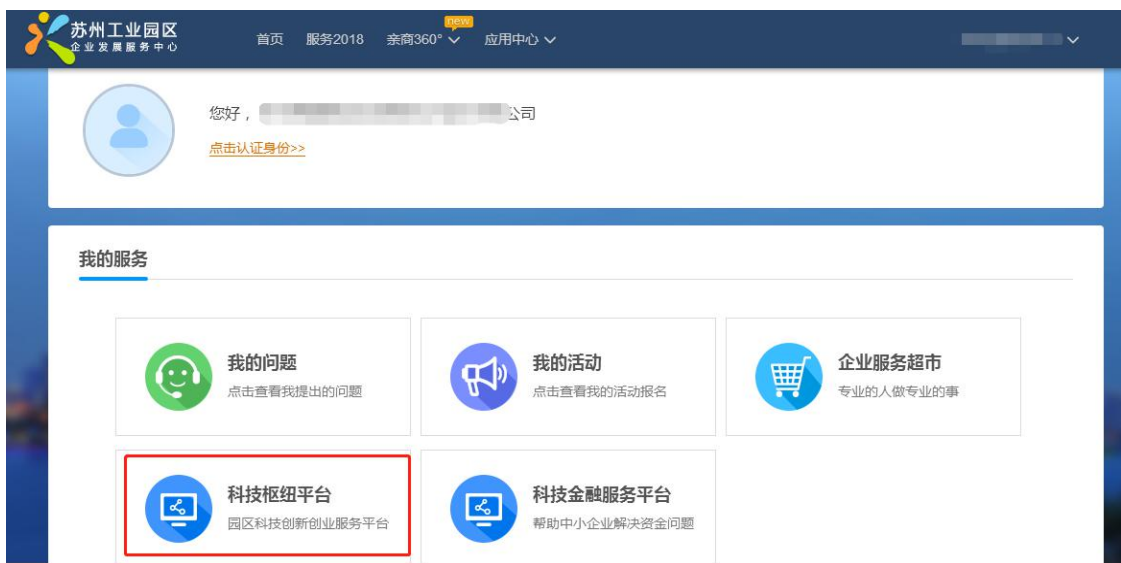 苏州工业园区
企业发展服务中心
首页 服务2018 亲商360° new 应用中心
您好， 公司
点击认证身份>>
我的服务
我的问题
点击查看我提出的问题
我的活动
点击查看我的活动报名
企业服务超市
专业的人做专业的事
科技枢纽平台
园区科技创新创业服务平台
科技金融服务平台
帮助中小企业解决资金问题